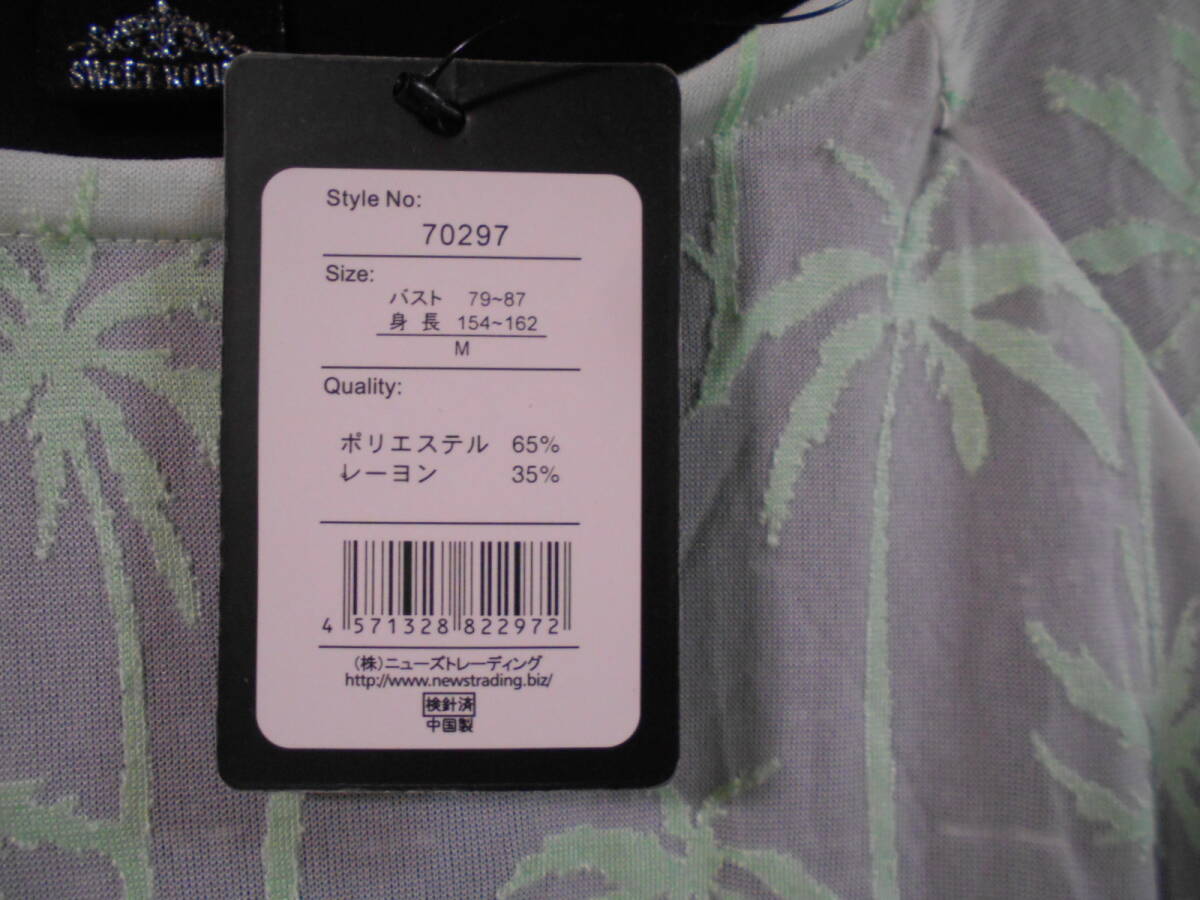 SWEET
Style No:
70297
Size:
バスト 79~87
身長 154~162
M
Quality:
ポリエステル 65%
レーヨン 35%
4 571328 822972
(株)ニューズトレーディング
http://www.newstrading.biz/
検針済
中国製